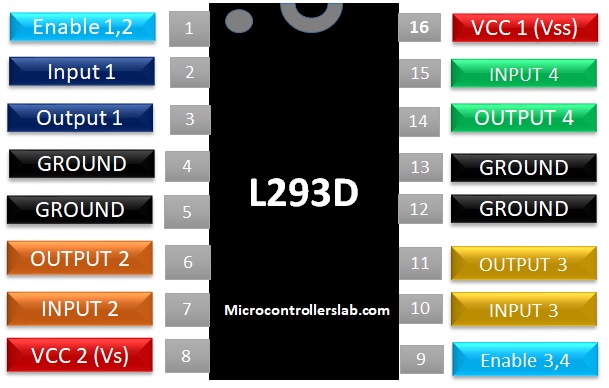 Enable 1,2 1 16 VCC 1 (Vss)
Input 1 2 15 INPUT 4
Output 1 3 14 OUTPUT 4
GROUND 4 13 GROUND
GROUND 5 12 GROUND
L293D
OUTPUT 2 6 11 OUTPUT 3
INPUT 2 7 10 INPUT 3
Microcontrollerslab.com
VCC 2 (Vs) 8 9 Enable 3,4